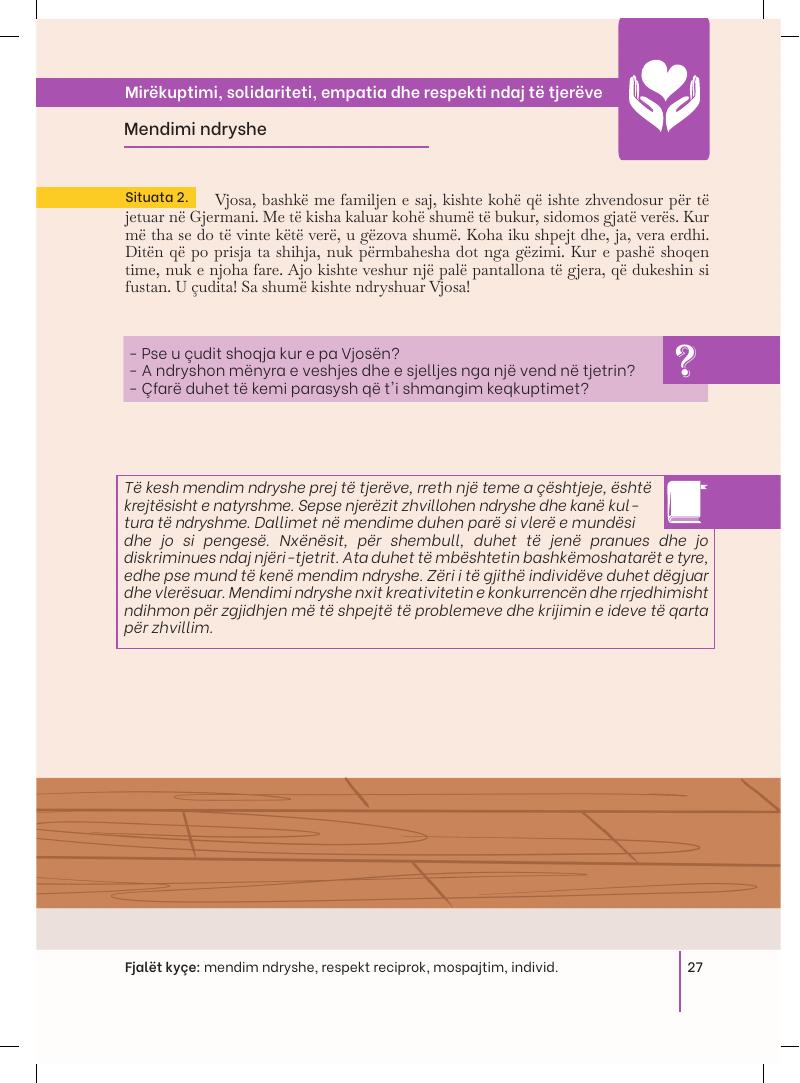 Mirëkuptimi, solidariteti, empatia dhe respekti ndaj të tjerëve
Mendimi ndryshe
Situata 2. Vjosa, bashkë me familjen e saj, kishte kohë që ishte zhvendosur për të
jetuar në Gjermani. Me të kisha kaluar kohë shumë të bukur, sidomos gjatë verës. Kur
më tha se do të vinte këtë verë, u gëzova shumë. Koha iku shpejt dhe, ja, vera erdhi.
Ditën që po prisja ta shihja, nuk përmbahesha dot nga gëzimi. Kur e pashë shoqen
time, nuk e njoha fare. Ajo kishte veshur një palë pantallona të gjera, që dukeshin si
fustan. U çudita! Sa shumë kishte ndryshuar Vjosa!
- Pse u çudit shoqja kur e pa Vjosën?
- A ndryshon mënyra e veshjes dhe e sjelljes nga një vend në tjetrin?
- Çfarë duhet të kemi parasysh që t'i shmangim keqkuptimet?
?
Të kesh mendim ndryshe prej të tjerëve, rreth një teme a çështjeje, është
krejtësisht e natyrshme. Sepse njerëzit zhvillohen ndryshe dhe kanë kul-
tura të ndryshme. Dallimet në mendime duhen parë si vlerë e mundësi
dhe jo si pengesë. Nxënësit, për shembull, duhet të jenë pranues dhe jo
diskriminues ndaj njëri-tjetrit. Ata duhet të mbështetin bashkëmoshatarët e tyre,
edhe pse mund të kenë mendim ndryshe. Zëri i të gjithë individëve duhet dëgjuar
dhe vlerësuar. Mendimi ndryshe nxit kreativitetin e konkurrencën dhe rrjedhimisht
ndihmon për zgjidhjen më të shpejtë të problemeve dhe krijimin e ideve të qarta
për zhvillim.
Fjalët kyçe: mendim ndryshe, respekt reciprok, mospajtim, individ.
27